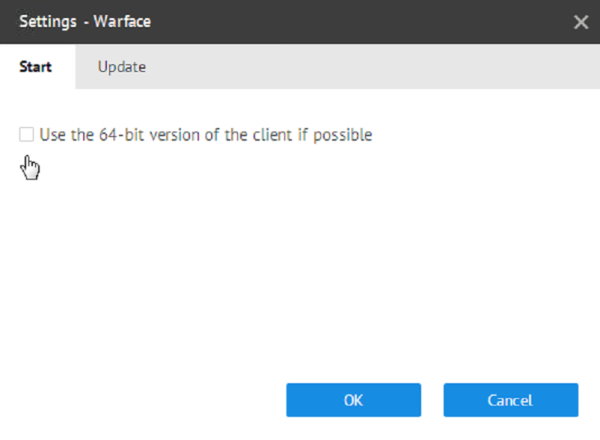 Settings - Warface
Start Update
Use the 64-bit version of the client if possible
OK Cancel